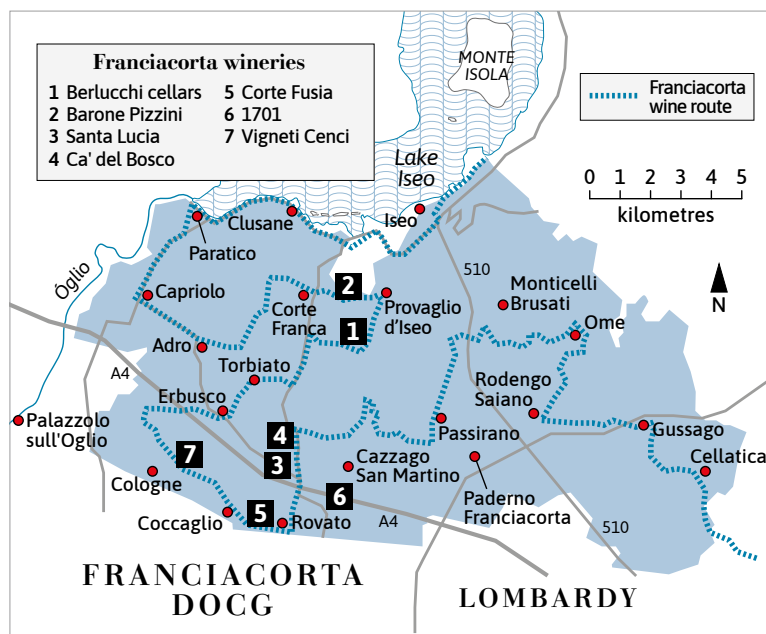 Franciacorta wineries
1 Berlucchi cellars
2 Barone Pizzini
3 Santa Lucia
4 Ca' del Bosco
5 Corte Fusia
6 1701
7 Vigneti Cenci
MONTE
ISOLA
Franciacorta
wine route
Lake
Iseo
0 1 2 3 4 5
kilometres
N
Clusane
Iseo
Paratico
Óglio
510
Monticelli
Brusati
Capriolo
Corte
Franca
2
Provaglio
d'Iseo
1
Ome
Adro
Torbiato
A4
Erbusco
Rodengo
Saiano
Palazzolo
sull'Oglio
4
Passirano
Gussago
7
3
Cazzago
San Martino
Cellatica
Cologne
6
Paderno
Franciacorta
Coccaglio
5
Rovato
A4
510
FRANCIACORTA
DOCG
LOMBARDY